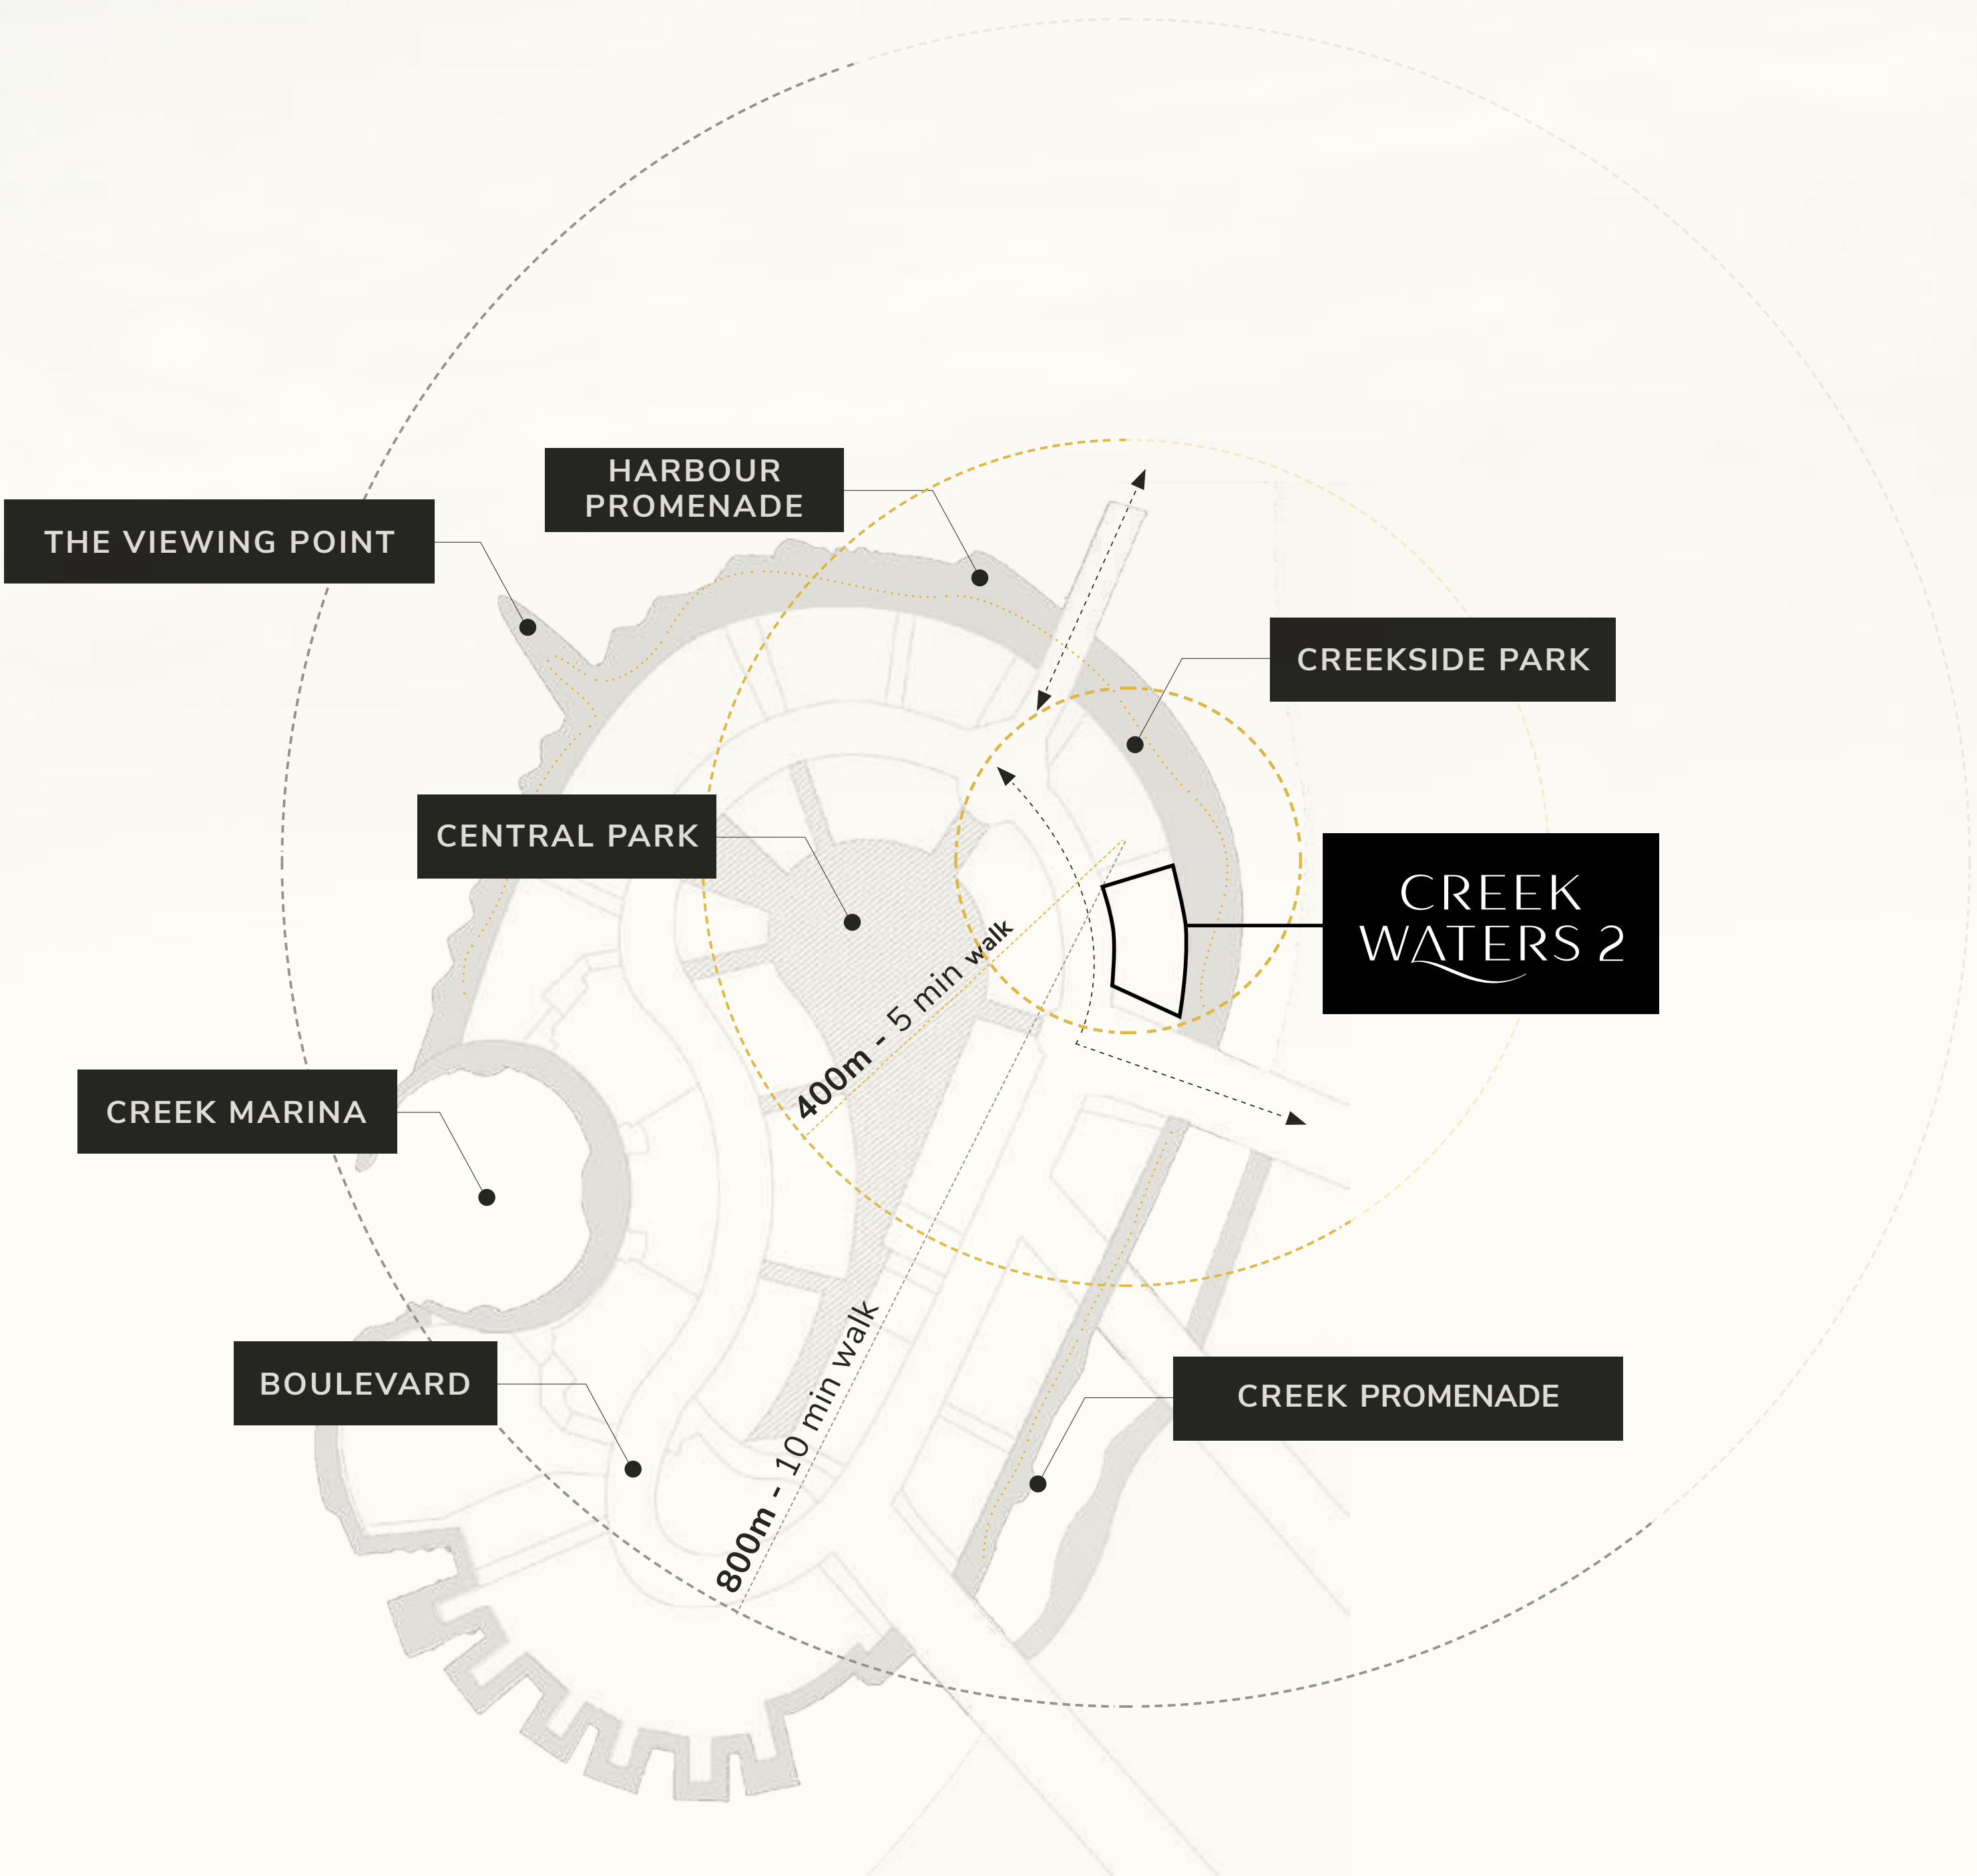 HARBOUR
PROMENADE
THE VIEWING POINT
CREEKSIDE PARK
CENTRAL PARK
CREEK
WATERS 2
400m - 5 min walk
CREEK MARINA
BOULEVARD
800m - 10 min walk
CREEK PROMENADE